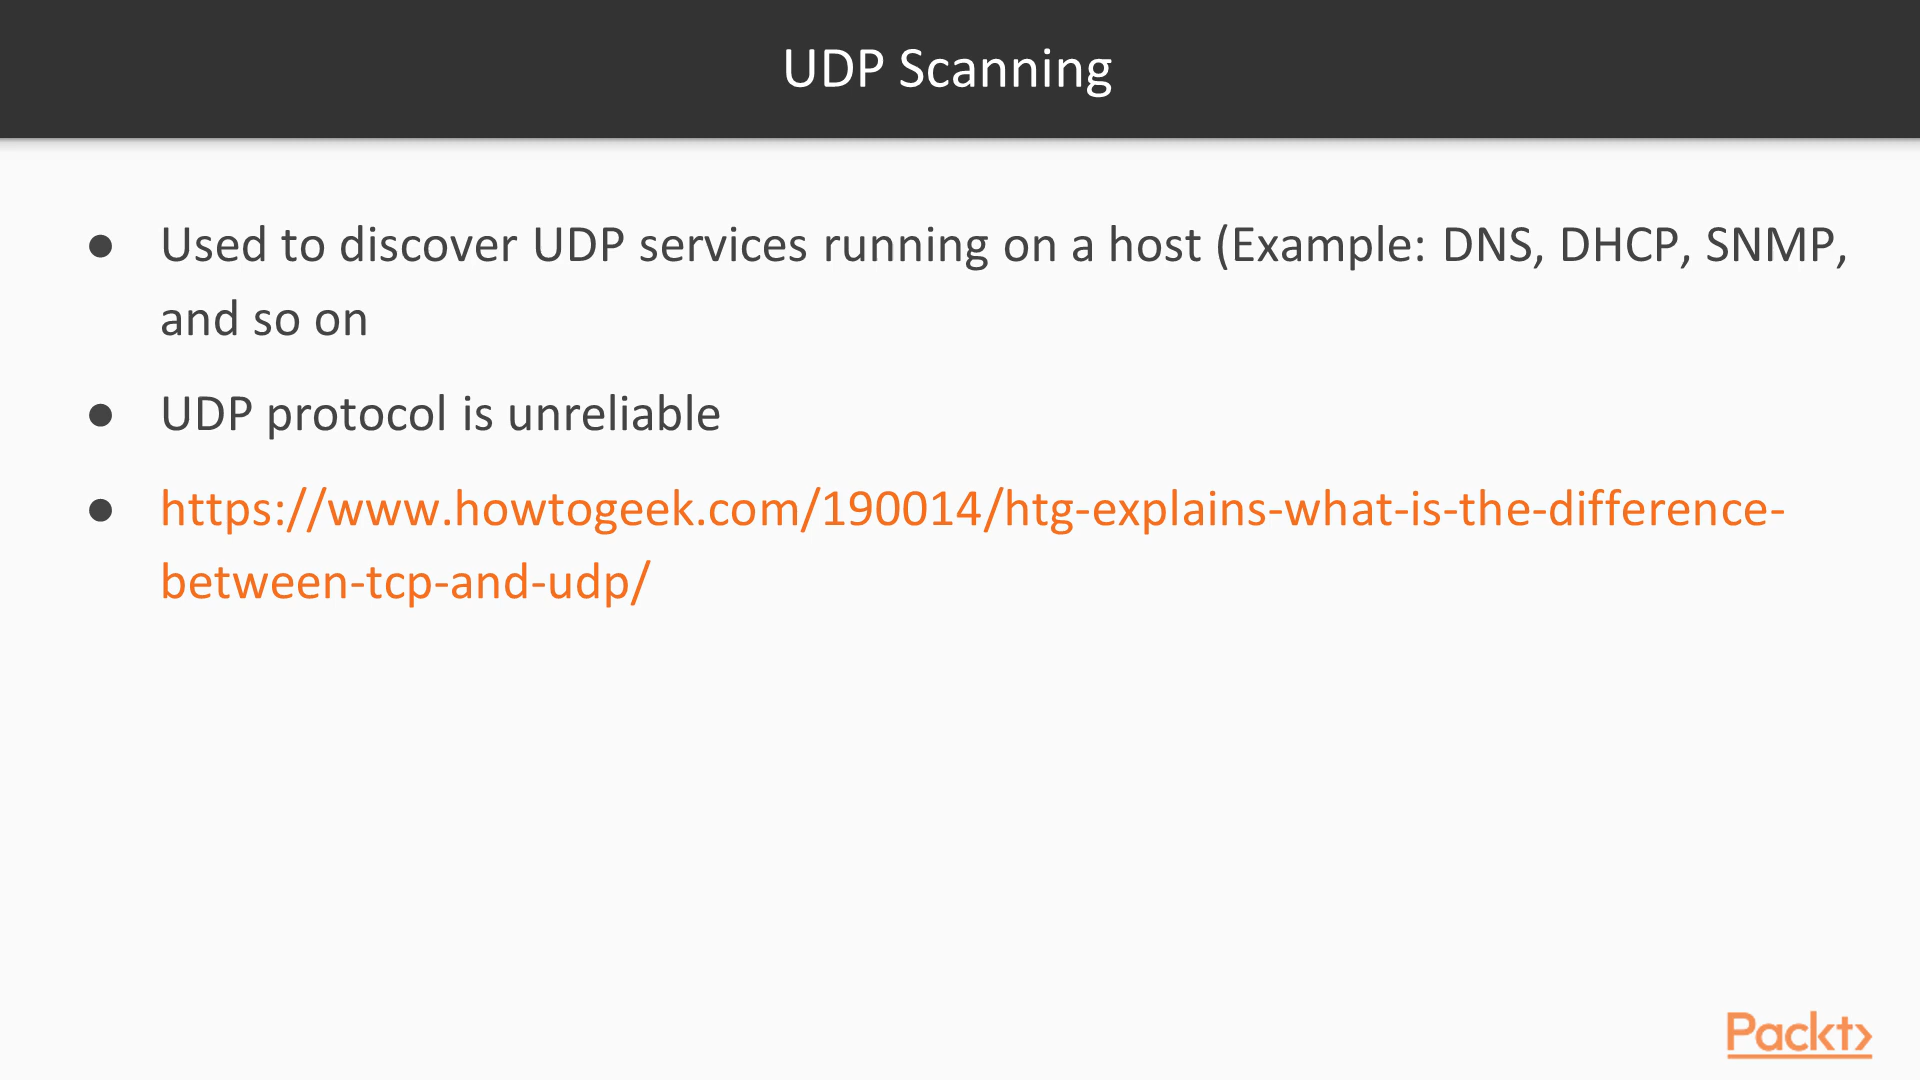 UDP Scanning
● Used to discover UDP services running on a host (Example: DNS, DHCP, SNMP,
and so on
● UDP protocol is unreliable
● https://www.howtogeek.com/190014/htg-explains-what-is-the-difference-
between-tcp-and-udp/
Packt>